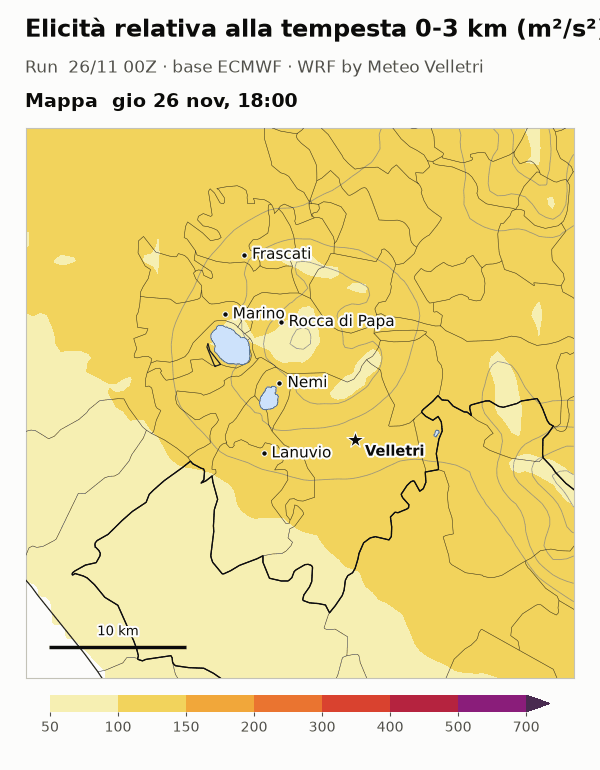 Elicità relativa alla tempesta 0-3 km (m²/s²)
Run  26/11 00Z · base ECMWF · WRF by Meteo Velletri
Mappa  gio 26 nov, 18:00
Frascati
Marino
Rocca di Papa
Nemi
Velletri
Lanuvio
10 km
50 100 150 200 300 400 500 700